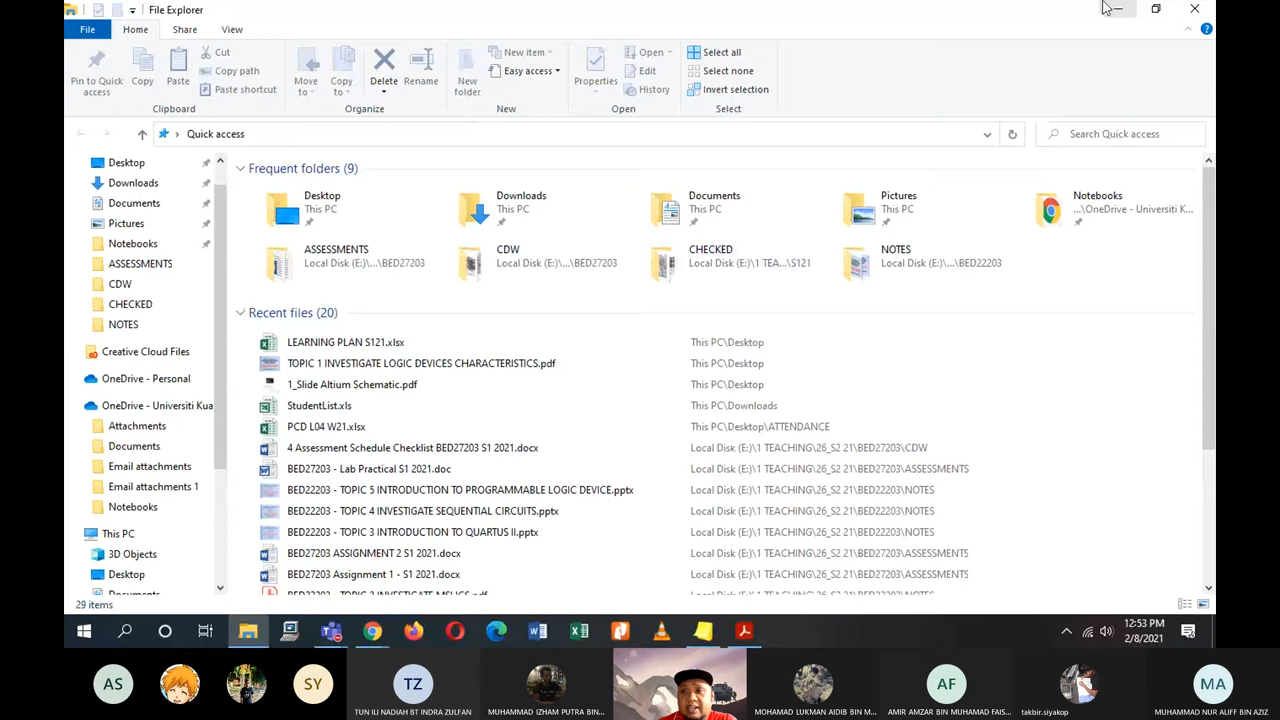 File Explorer
File Home Share View
Pin to Quick access
Copy
Paste
Cut
Copy path
Paste shortcut
Clipboard
Move to
Copy to
Delete
Rename
Organize
New folder
New item
Easy access
New
Properties
Open
Edit
History
Open
Select all
Select none
Invert selection
Select
Quick access
Search Quick access
Desktop
Downloads
Documents
Pictures
Notebooks
ASSESSMENTS
CDW
CHECKED
NOTES
Creative Cloud Files
OneDrive - Personal
OneDrive - Universiti Kua
Attachments
Documents
Email attachments
Email attachments 1
Notebooks
This PC
3D Objects
Desktop
Documents
Frequent folders (9)
Desktop
This PC
Downloads
This PC
Documents
This PC
Pictures
This PC
Notebooks
...\OneDrive - Universiti K...
ASSESSMENTS
Local Disk (E:)\...\BED27203
CDW
Local Disk (E:)\...\BED27203
CHECKED
Local Disk (E:)\1 TEA...\S121
NOTES
Local Disk (E:)\...\BED22203
Recent files (20)
LEARNING PLAN S121.xlsx This PC\Desktop
TOPIC 1 INVESTIGATE LOGIC DEVICES CHARACTERISTICS.pdf This PC\Desktop
1_Slide Altium Schematic.pdf This PC\Desktop
StudentList.xls This PC\Downloads
PCD L04 W21.xlsx This PC\Desktop\ATTENDANCE
4 Assessment Schedule Checklist BED27203 S1 2021.docx Local Disk (E:)\1 TEACHING\26_S2 21\BED27203\CDW
BED27203 - Lab Practical S1 2021.doc Local Disk (E:)\1 TEACHING\26_S2 21\BED27203\ASSESSMENTS
BED22203 - TOPIC 5 INTRODUCTION TO PROGRAMMABLE LOGIC DEVICE.pptx Local Disk (E:)\1 TEACHING\26_S2 21\BED22203\NOTES
BED22203 - TOPIC 4 INVESTIGATE SEQUENTIAL CIRCUITS.pptx Local Disk (E:)\1 TEACHING\26_S2 21\BED22203\NOTES
BED22203 - TOPIC 3 INTRODUCTION TO QUARTUS II.pptx Local Disk (E:)\1 TEACHING\26_S2 21\BED22203\NOTES
BED27203 ASSIGNMENT 2 S1 2021.docx Local Disk (E:)\1 TEACHING\26_S2 21\BED27203\ASSESSMENTS
BED27203 Assignment 1 - S1 2021.docx Local Disk (E:)\1 TEACHING\26_S2 21\BED27203\ASSESSMENTS
29 items
12:53 PM
2/8/2021
AS
SY
TZ
AF
MA
TUN ILI NADIAH BT INDRA ZULFAN
MUHAMMAD IZHAM PUTRA BIN...
MOHAMAD LUKMAN AIDIB BIN M...
AMIR AMZAR BIN MUHAMAD FAIS...
takbir.siyakop
MUHAMMAD NUR ALIFF BIN AZIZ